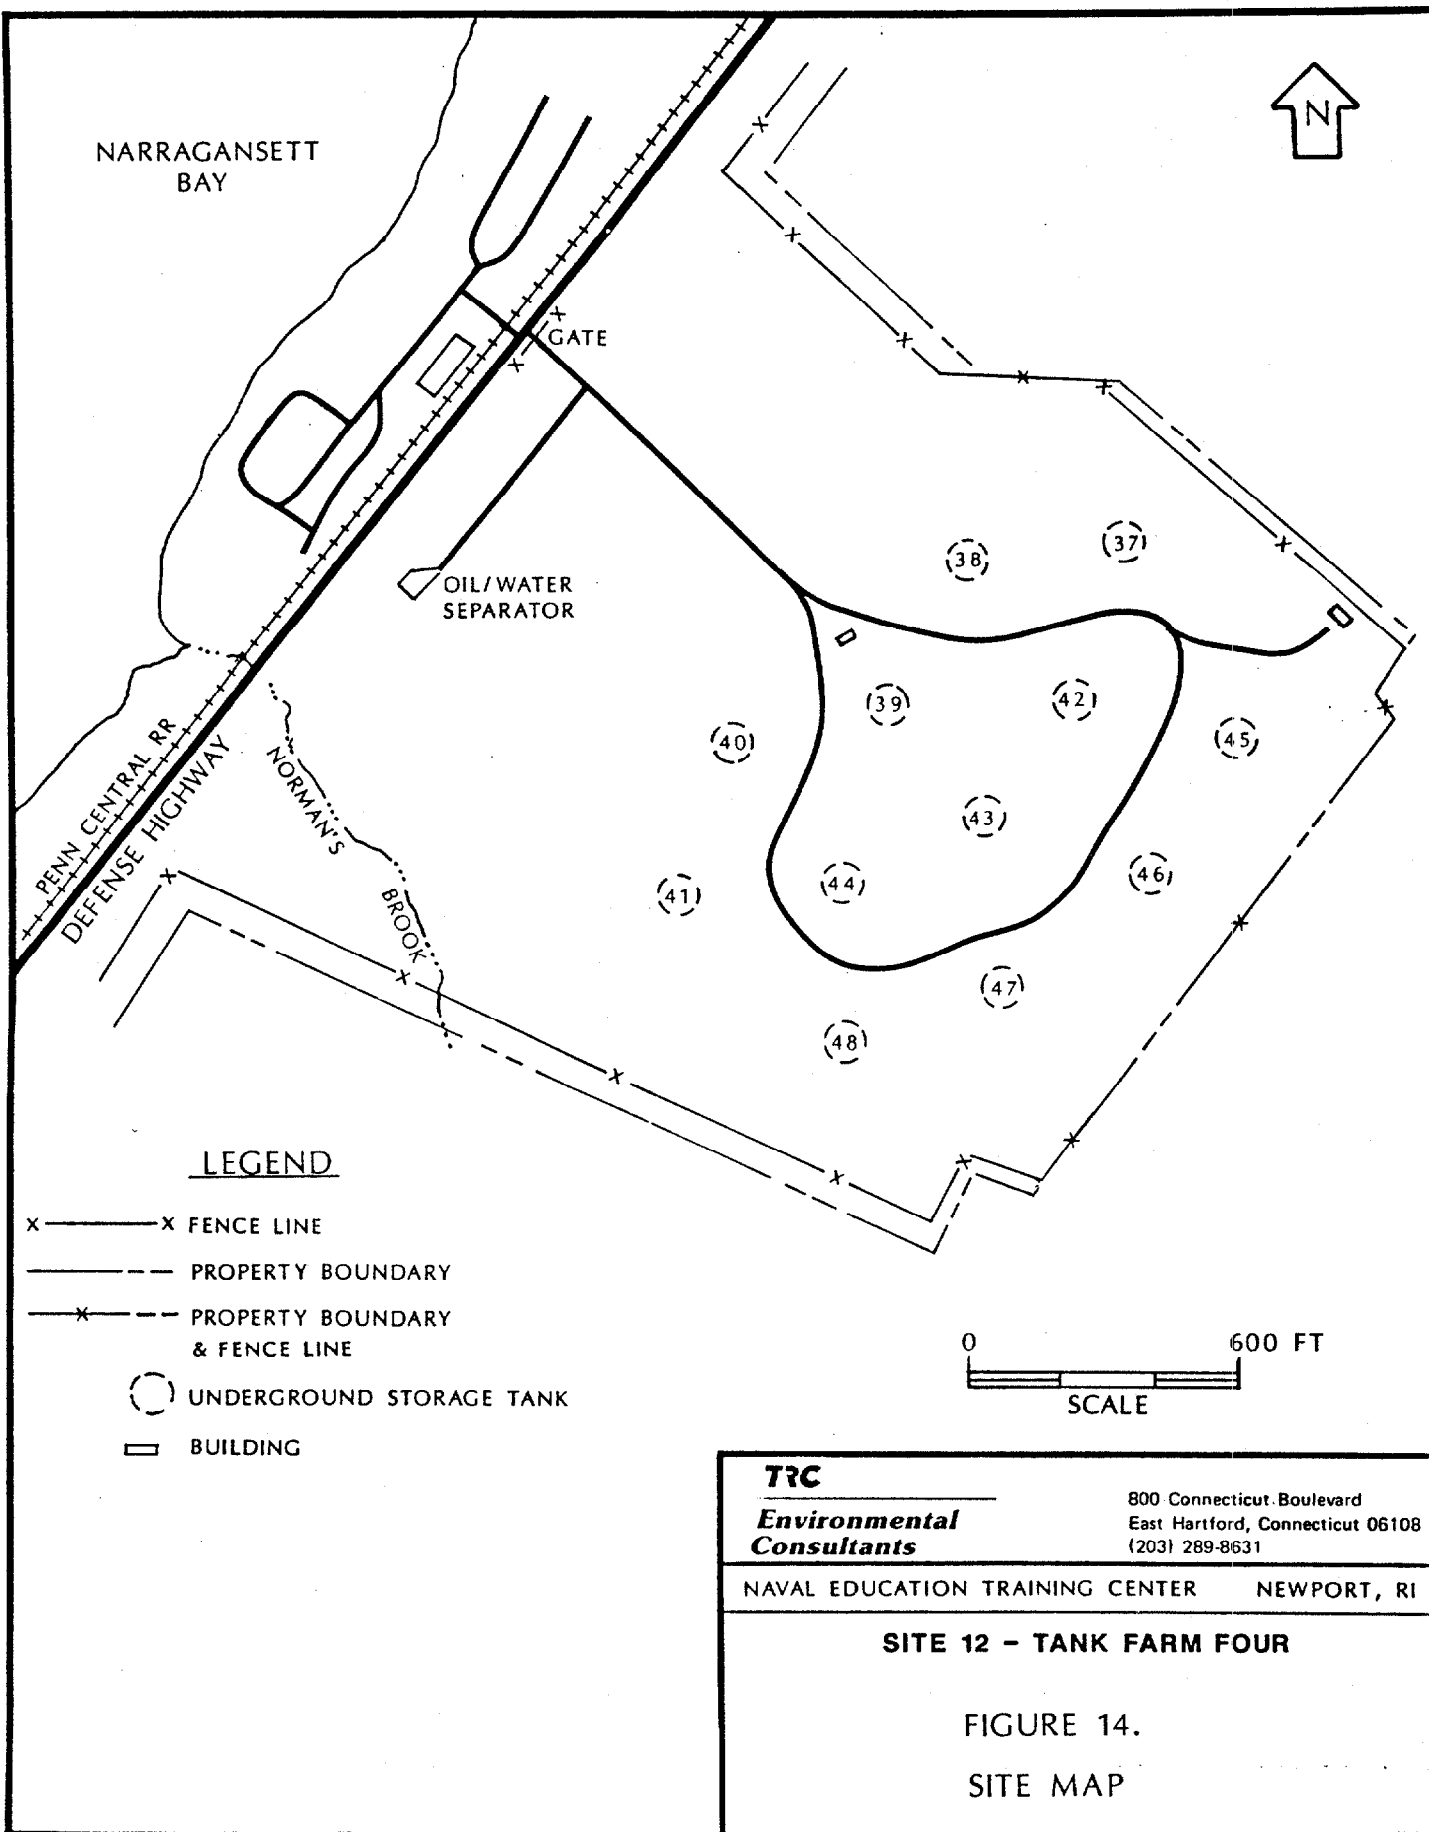 NARRAGANSETT
BAY
N
GATE
OIL/WATER
SEPARATOR
38
37
39
42
40
45
43
44
46
41
47
48
PENN CENTRAL RR
DEFENSE HIGHWAY
NORMAN'S
BROOK
LEGEND
X X FENCE LINE
PROPERTY BOUNDARY
X PROPERTY BOUNDARY
& FENCE LINE
UNDERGROUND STORAGE TANK
BUILDING
0 600 FT
SCALE
TRC
Environmental
Consultants
800 Connecticut Boulevard
East Hartford, Connecticut 06108
(203) 289-8631
NAVAL EDUCATION TRAINING CENTER NEWPORT, RI
SITE 12 - TANK FARM FOUR
FIGURE 14.
SITE MAP